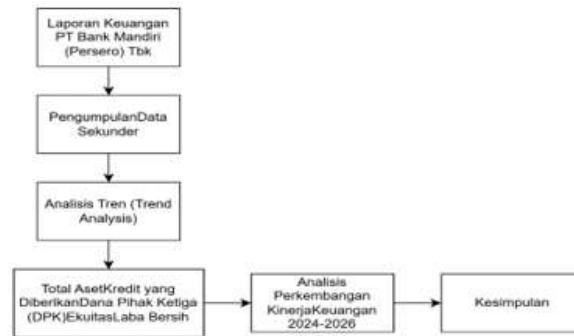 Laporan Keuangan
PT Bank Mandiri
(Persero) Tbk
PengumpulanData
Sekunder
Analisis Tren (Trend
Analysis)
Total AsetKredit yang
DiberikanDana Pihak Ketiga
(DPK)EkuitasLaba Bersih
Analisis
Perkembangan
KinerjaKeuangan
2024-2026
Kesimpulan